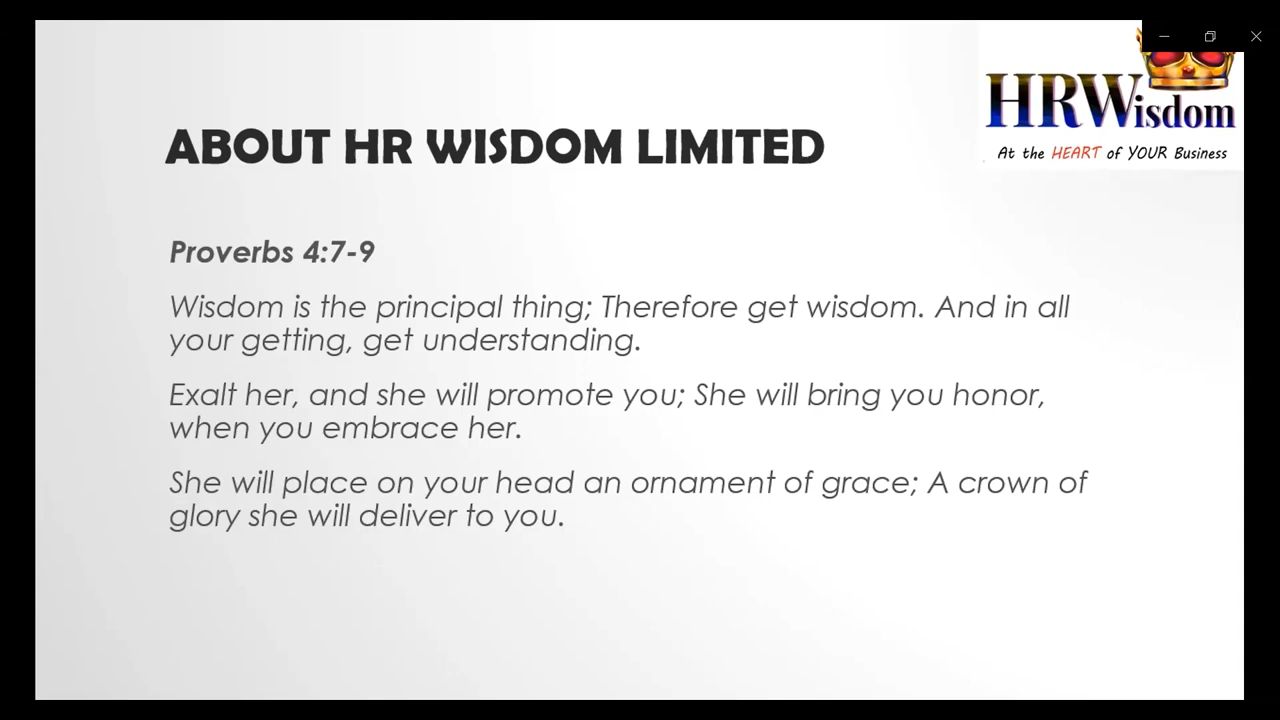 HRWisdom
At the HEART of YOUR Business
ABOUT HR WISDOM LIMITED
Proverbs 4:7-9
Wisdom is the principal thing; Therefore get wisdom. And in all
your getting, get understanding.
Exalt her, and she will promote you; She will bring you honor,
when you embrace her.
She will place on your head an ornament of grace; A crown of
glory she will deliver to you.